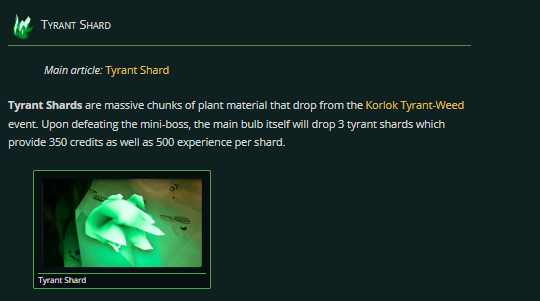 Tyrant Shard
Main article: Tyrant Shard
Tyrant Shards are massive chunks of plant material that drop from the Korlok Tyrant-Weed
event. Upon defeating the mini-boss, the main bulb itself will drop 3 tyrant shards which
provide 350 credits as well as 500 experience per shard.
Tyrant Shard